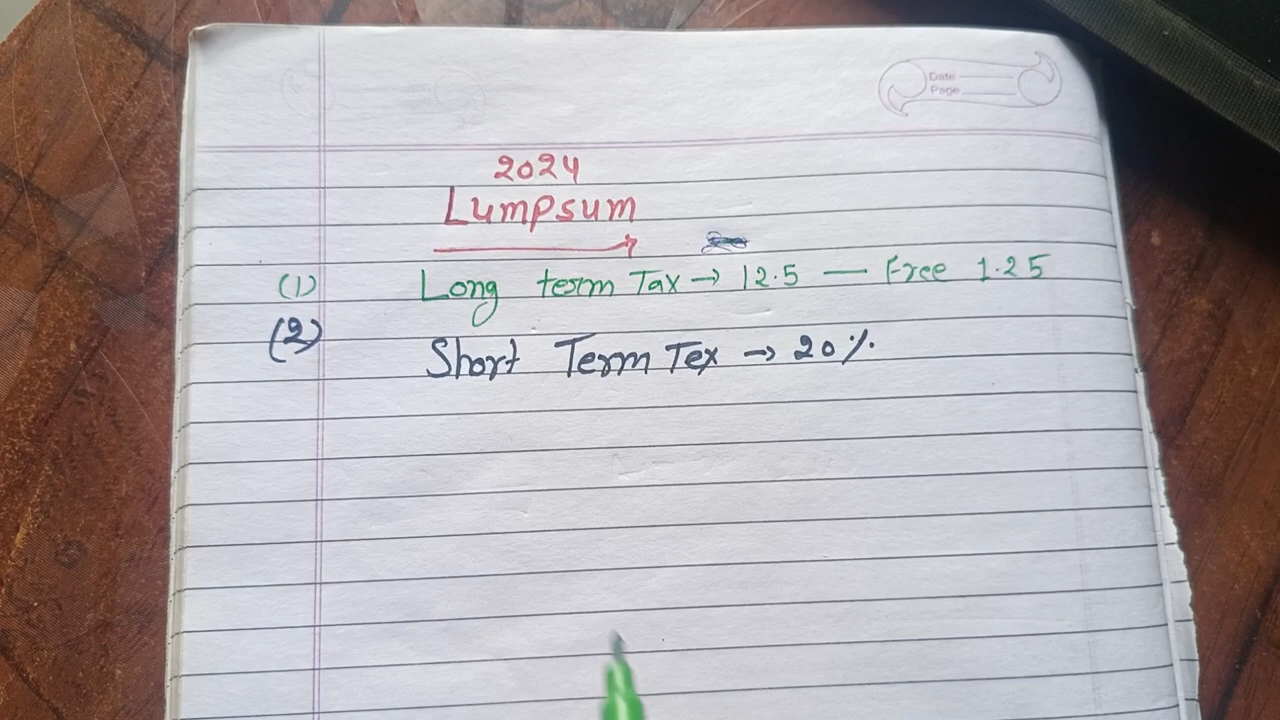 Date
Page
2024
Lumpsum
(1) Long term Tax → 12.5 — Free 1.25
(2) Short Term Tex → 20%